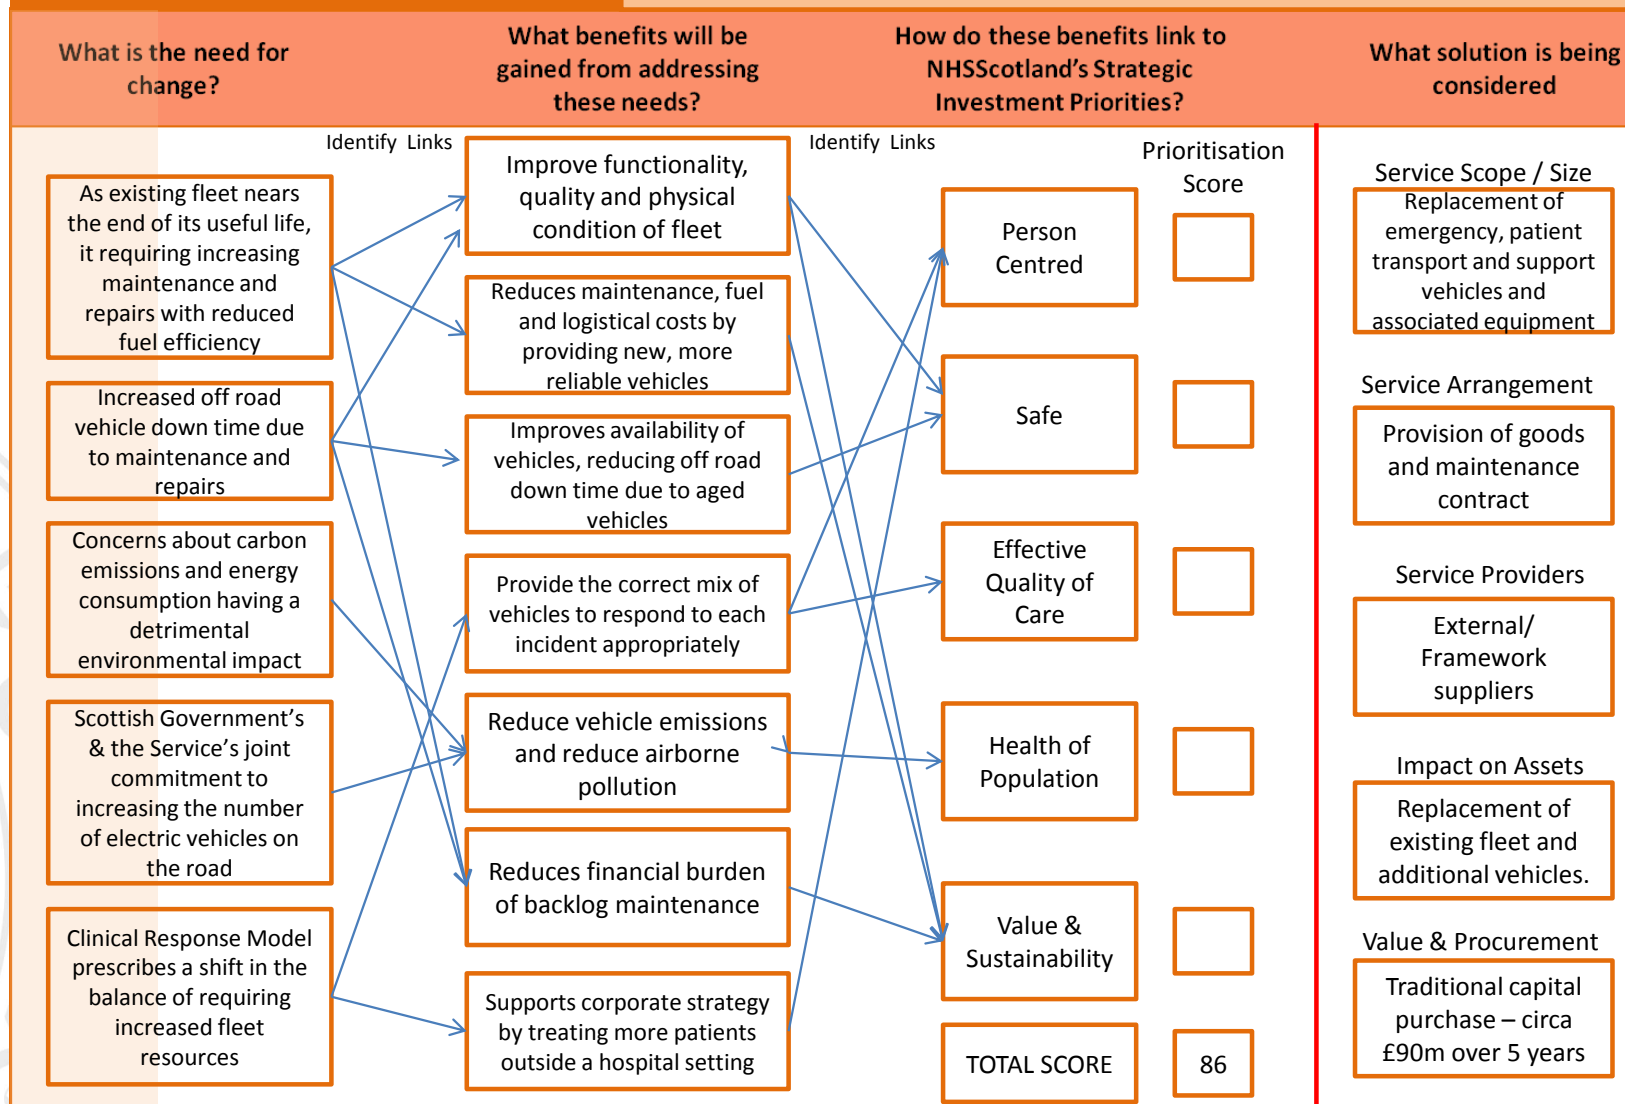 What is the need for
change?
What benefits will be
gained from addressing
these needs?
How do these benefits link to
NHSScotland's Strategic
Investment Priorities?
What solution is being
considered
Identify Links
As existing fleet nears
the end of its useful life,
it requiring increasing
maintenance and
repairs with reduced
fuel efficiency
Increased off road
vehicle down time due
to maintenance and
repairs
Concerns about carbon
emissions and energy
consumption having a
detrimental
environmental impact
Scottish Government's
& the Service's joint
commitment to
increasing the number
of electric vehicles on
the road
Clinical Response Model
prescribes a shift in the
balance of requiring
increased fleet
resources
Improve functionality,
quality and physical
condition of fleet
Reduces maintenance, fuel
and logistical costs by
providing new, more
reliable vehicles
Improves availability of
vehicles, reducing off road
down time due to aged
vehicles
Provide the correct mix of
vehicles to respond to each
incident appropriately
Reduce vehicle emissions
and reduce airborne
pollution
Reduces financial burden
of backlog maintenance
Supports corporate strategy
by treating more patients
outside a hospital setting
Identify Links
Prioritisation
Score
Person
Centred
Safe
Effective
Quality of
Care
Health of
Population
Value &
Sustainability
TOTAL SCORE
86
Service Scope / Size
Replacement of
emergency, patient
transport and support
vehicles and
associated equipment
Service Arrangement
Provision of goods
and maintenance
contract
Service Providers
External/
Framework
suppliers
Impact on Assets
Replacement of
existing fleet and
additional vehicles.
Value & Procurement
Traditional capital
purchase – circa
£90m over 5 years